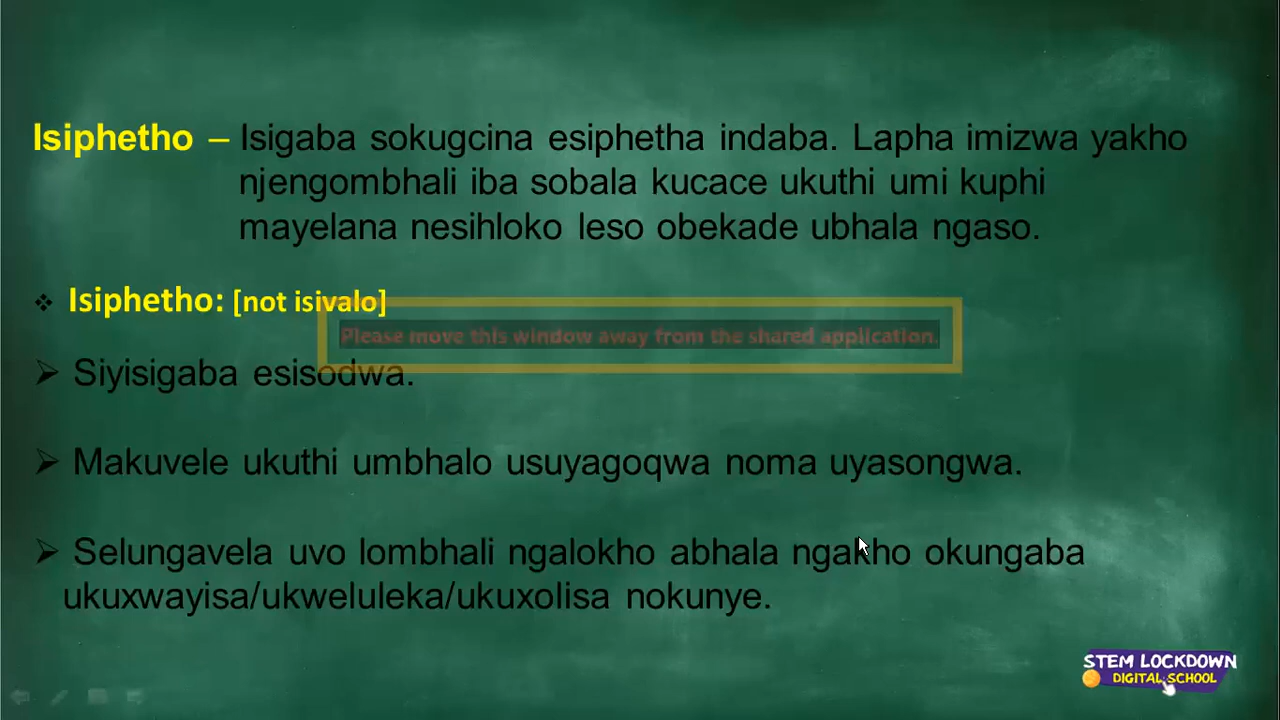 Isiphetho – Isigaba sokugcina esiphetha indaba. Lapha imizwa yakho
njengombhali iba sobala kucace ukuthi umi kuphi
mayelana nesihloko leso obekade ubhala ngaso.
❖ Isiphetho: [not isivalo]
Please move this window away from the shared application.
➢ Siyisigaba esisodwa.
➢ Makuvele ukuthi umbhalo usuyagoqwa noma uyasongwa.
➢ Selungavela uvo lombhali ngalokho abhala ngakho okungaba
ukuxwayisa/ukweluleka/ukuxolisa nokunye.
STEM LOCKDOWN
DIGITAL SCHOOL